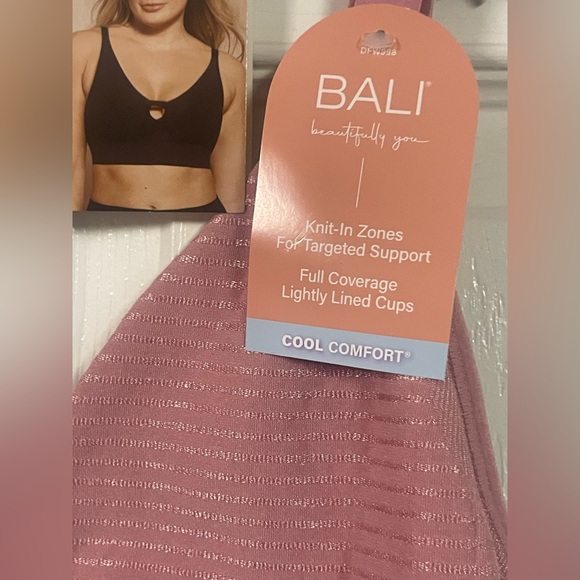 BALI®
beautifully you
Knit-In Zones
For Targeted Support
Full Coverage
Lightly Lined Cups
COOL COMFORT®